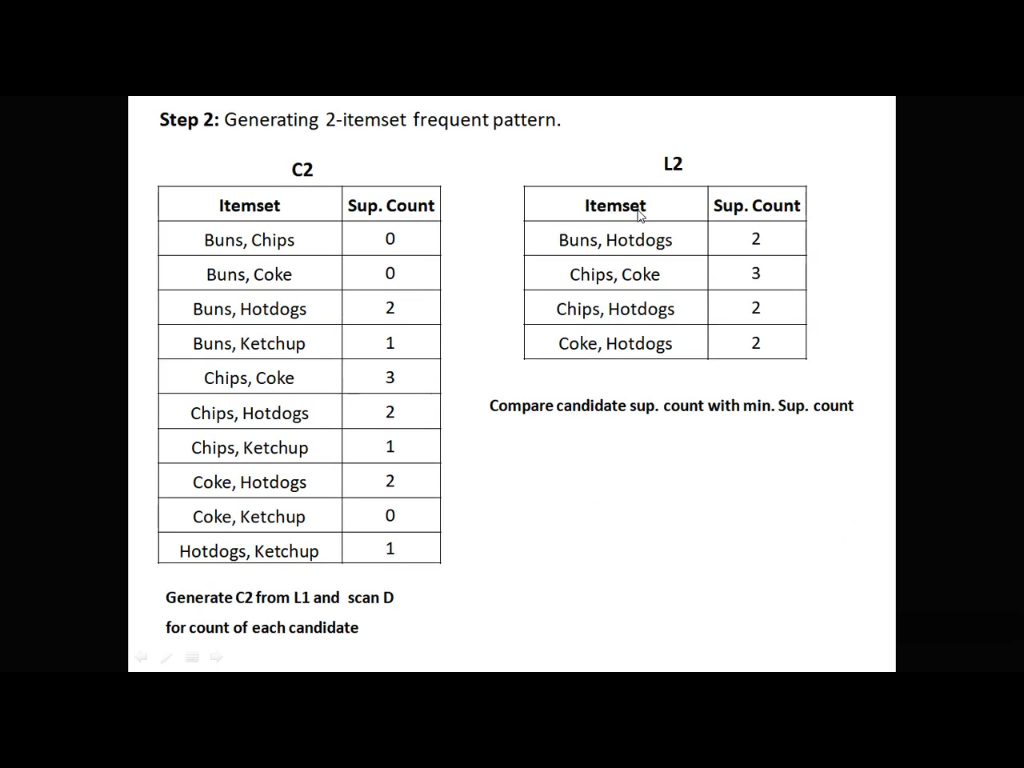 Step 2: Generating 2-itemset frequent pattern.
C2
Itemset Sup. Count
Buns, Chips 0
Buns, Coke 0
Buns, Hotdogs 2
Buns, Ketchup 1
Chips, Coke 3
Chips, Hotdogs 2
Chips, Ketchup 1
Coke, Hotdogs 2
Coke, Ketchup 0
Hotdogs, Ketchup 1
Generate C2 from L1 and scan D
for count of each candidate
L2
Itemset Sup. Count
Buns, Hotdogs 2
Chips, Coke 3
Chips, Hotdogs 2
Coke, Hotdogs 2
Compare candidate sup. count with min. Sup. count